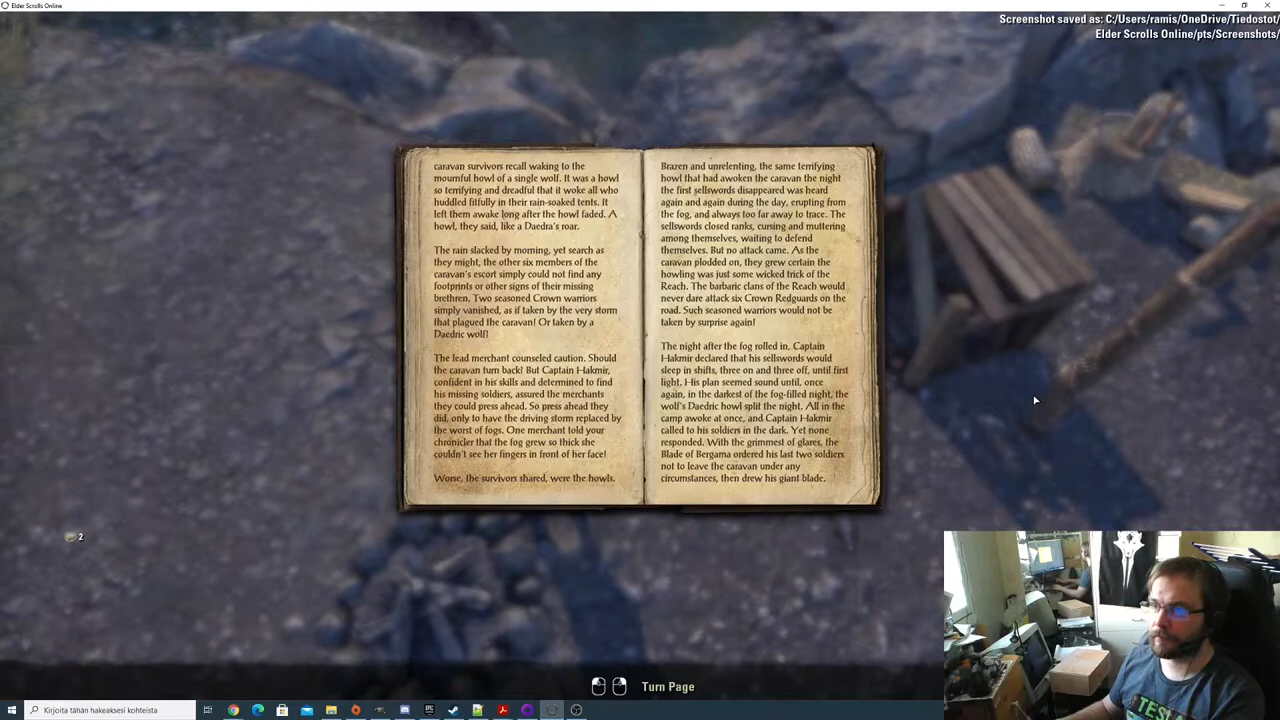 Elder Scrolls Online
Screenshot saved as: C:/Users/ramis/OneDrive/Tiedostot/
Elder Scrolls Online/pts/Screenshots/
caravan survivors recall waking to the
mournful howl of a single wolf. It was a howl
so terrifying and dreadful that it woke all who
huddled fitfully in their rain-soaked tents. It
left them awake long after the howl faded. A
howl, they said, like a Daedra's roar.
The rain slacked by morning, yet search as
they might, the other six members of the
caravan's escort simply could not find any
footprints or other signs of their missing
brethren. Two seasoned Crown warriors
simply vanished, as if taken by the very storm
that plagued the caravan! Or taken by a
Daedric wolf!
The lead merchant counseled caution. Should
the caravan turn back? But Captain Hakmir,
confident in his skills and determined to find
his missing soldiers, assured the merchants
they could press ahead. So press ahead they
did, only to have the driving storm replaced by
the worst of fogs. One merchant told your
chronicler that the fog grew so thick she
couldn't see her fingers in front of her face!
Worse, the survivors shared, were the howls.
Brazen and unrelenting, the same terrifying
howl that had awoken the caravan the night
the first sellswords disappeared was heard
again and again during the day, erupting from
the fog, and always too far away to trace. The
sellswords closed ranks, cursing and muttering
among themselves, waiting to defend
themselves. But no attack came. As the
caravan plodded on, they grew certain the
howling was just some wicked trick of the
Reach. The barbaric clans of the Reach would
never dare attack six Crown Redguards on the
road. Such seasoned warriors would not be
taken by surprise again!
The night after the fog rolled in, Captain
Hakmir declared that his sellswords would
sleep in shifts, three on and three off, until first
light. His plan seemed sound until, once
again, in the darkest of the fog-filled night, the
wolf's Daedric howl split the night. All in the
camp awoke at once, and Captain Hakmir
called to his soldiers in the dark. Yet none
responded. With the grimmest of glares, the
Blade of Bergama ordered his last two soldiers
not to leave the caravan under any
circumstances, then drew his giant blade.
2
TEST
Turn Page
Kirjoita tähän hakeaksesi kohteista